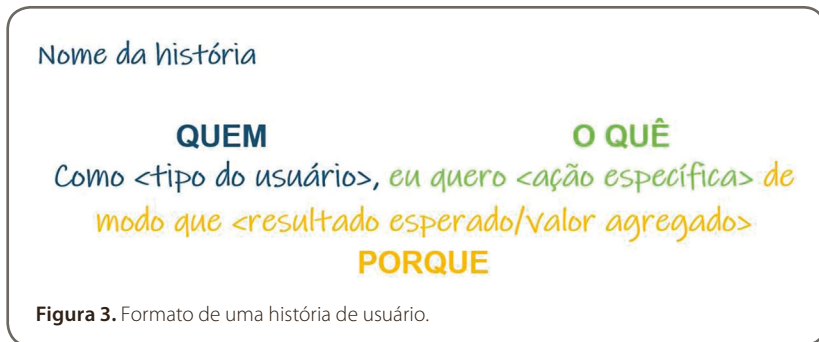 Nome da história
QUEM O QUÊ
Como <tipo do usuário>, eu quero <ação específica> de
modo que <resultado esperado/valor agregado>
PORQUE
Figura 3. Formato de uma história de usuário.